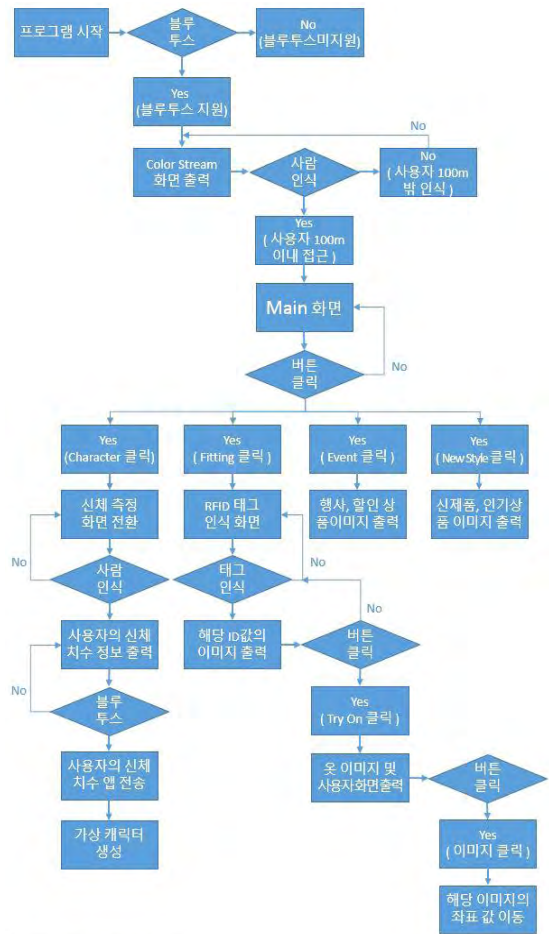 프로그램 시작
블루
투스
No
(블루투스미지원)
Yes
(블루투스 지원)
No
Color Stream
화면 출력
사람
인식
No
( 사용자 100m
밖 인식 )
Yes
( 사용자 100m
이내 접근 )
Main 화면
버튼
클릭
No
Yes
(Character 클릭)
Yes
( Fitting 클릭 )
Yes
( Event 클릭 )
Yes
( New Style 클릭 )
신체 측정
화면 전환
RFID 태그
인식 화면
행사, 할인 상
품이미지 출력
신제품, 인기상
품 이미지 출력
No
사람
인식
No
태그
인식
No
사용자의 신체
치수 정보 출력
해당 ID값의
이미지 출력
버튼
클릭
No
블루
투스
Yes
( Try On 클릭 )
사용자의 신체
치수 앱 전송
옷 이미지 및
사용자화면출력
버튼
클릭
가상 캐릭터
생성
Yes
( 이미지 클릭 )
해당 이미지의
좌표 값 이동